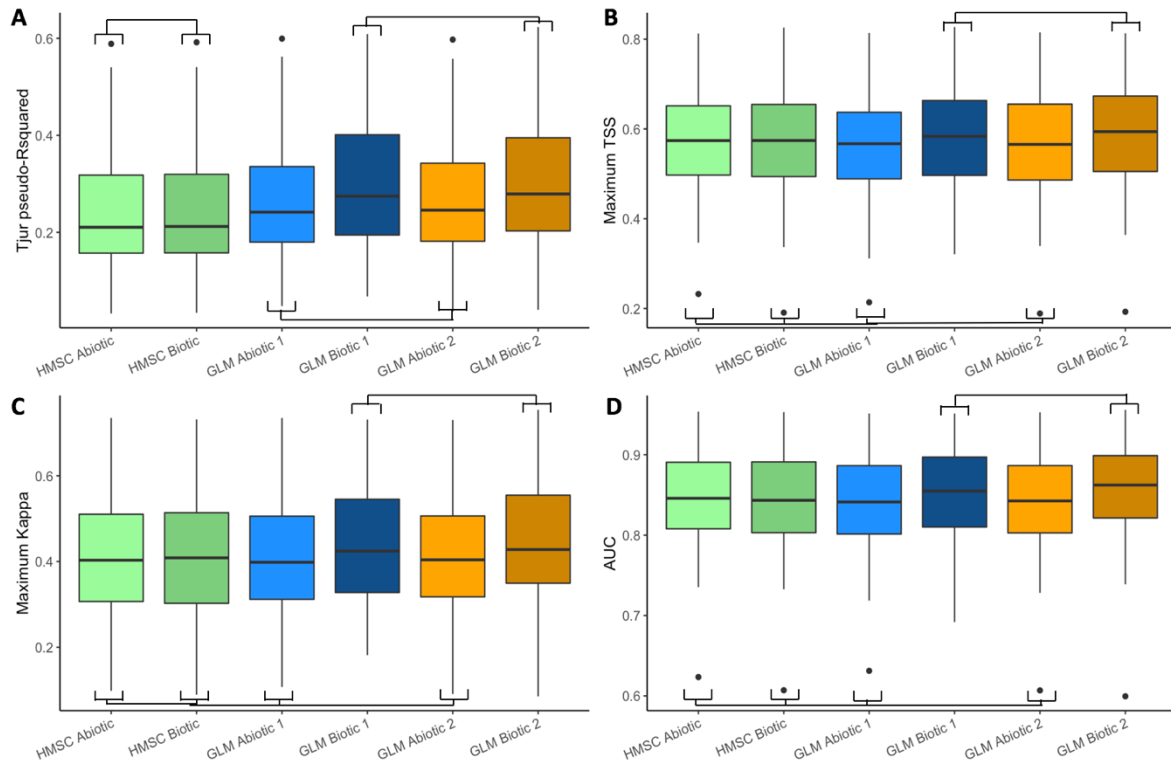 A
Tjur pseudo-Rsquared
0.6
0.4
0.2
HMSC Abiotic
HMSC Biotic
GLM Abiotic 1
GLM Biotic 1
GLM Abiotic 2
GLM Biotic 2
B
Maximum TSS
0.8
0.6
0.4
0.2
HMSC Abiotic
HMSC Biotic
GLM Abiotic 1
GLM Biotic 1
GLM Abiotic 2
GLM Biotic 2
C
Maximum Kappa
0.6
0.4
0.2
HMSC Abiotic
HMSC Biotic
GLM Abiotic 1
GLM Biotic 1
GLM Abiotic 2
GLM Biotic 2
D
AUC
0.9
0.8
0.7
0.6
HMSC Abiotic
HMSC Biotic
GLM Abiotic 1
GLM Biotic 1
GLM Abiotic 2
GLM Biotic 2